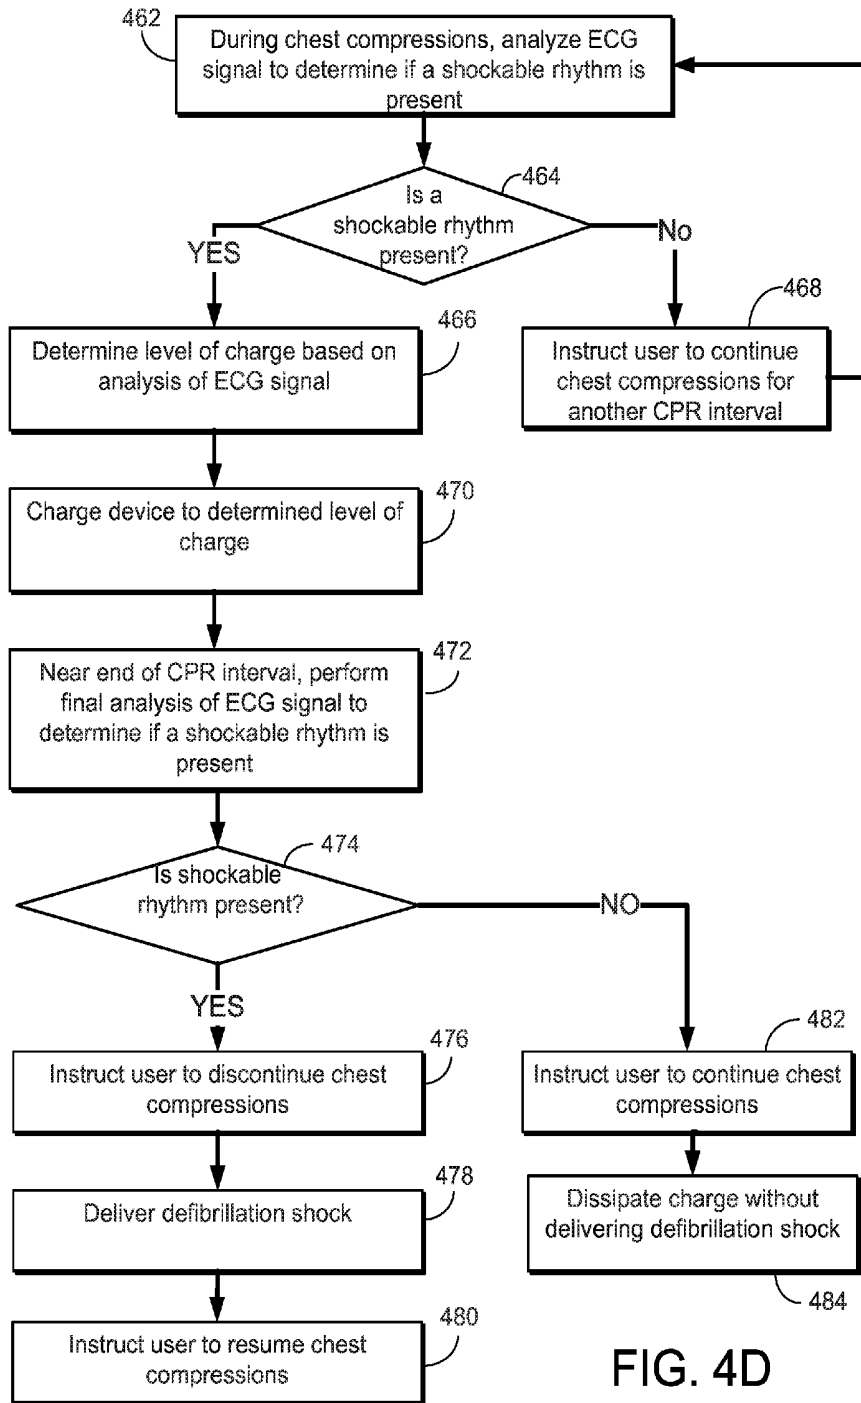 462
During chest compressions, analyze ECG
signal to determine if a shockable rhythm is
present
464
Is a
shockable rhythm
present?
YES
No
466
Determine level of charge based on
analysis of ECG signal
468
Instruct user to continue
chest compressions for
another CPR interval
470
Charge device to determined level of
charge
472
Near end of CPR interval, perform
final analysis of ECG signal to
determine if a shockable rhythm is
present
474
Is shockable
rhythm present?
NO
YES
476
Instruct user to discontinue chest
compressions
482
Instruct user to continue chest
compressions
478
Deliver defibrillation shock
Dissipate charge without
delivering defibrillation shock
484
480
Instruct user to resume chest
compressions
FIG. 4D